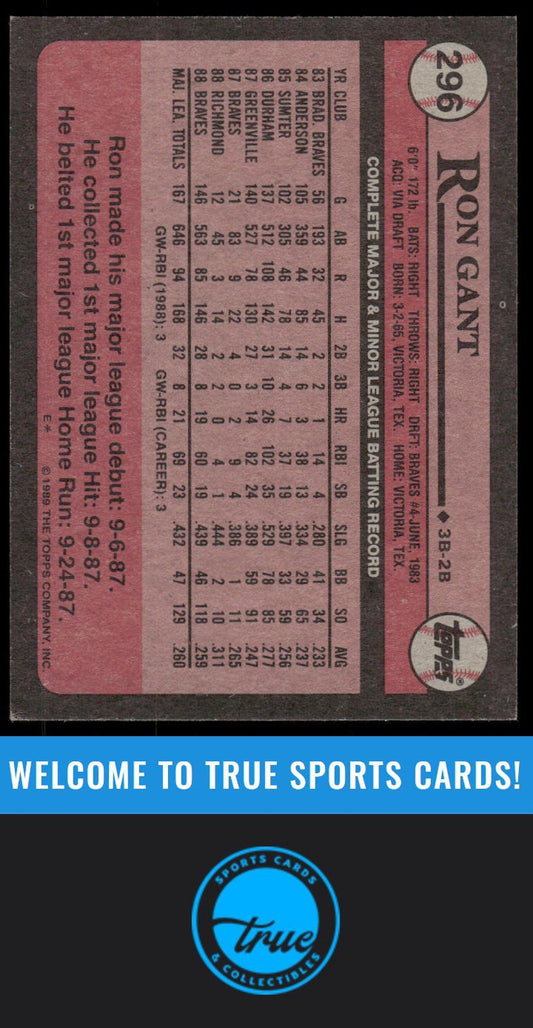 296
RON GANT
◆ 3B-2B
topps®
6'0" 172 lb. BATS: RIGHT THROWS: RIGHT DRFT: BRAVES #4-JUNE, 1983
ACQ: VIA DRAFT BORN: 3-2-65, VICTORIA, TEX. HOME: VICTORIA, TEX.
COMPLETE MAJOR & MINOR LEAGUE BATTING RECORD
YR CLUB G AB R H 2B 3B HR RBI SB SLG BB SO AVG
83 BRAD. BRAVES 56 193 32 45 2 2 1 14 4 .280 41 34 .233
84 ANDERSON 105 359 44 85 14 6 3 38 13 .334 29 65 .237
85 SUMTER 102 305 46 78 14 4 7 37 19 .397 33 59 .256
86 DURHAM 137 512 108 142 31 10 26 102 35 .529 78 85 .277
87 GREENVILLE 140 527 78 130 27 3 14 82 24 .389 59 91 .247
87 BRAVES 21 83 9 22 4 0 2 9 4 .386 1 11 .265
88 RICHMOND 12 45 3 14 2 2 0 4 1 .444 2 10 .311
88 BRAVES 146 563 85 146 28 8 19 60 19 .439 46 118 .259
MAJ. LEA. TOTALS 167 646 94 168 32 8 21 69 23 .432 47 129 .260
GW-RBI (1988): 3 GW-RBI (CAREER): 3
Ron made his major league debut: 9-6-87.
He collected 1st major league Hit: 9-8-87.
He belted 1st major league Home Run: 9-24-87.
E* ©1989 THE TOPPS COMPANY, INC.
WELCOME TO TRUE SPORTS CARDS!
SPORTS CARDS
true
& COLLECTIBLES